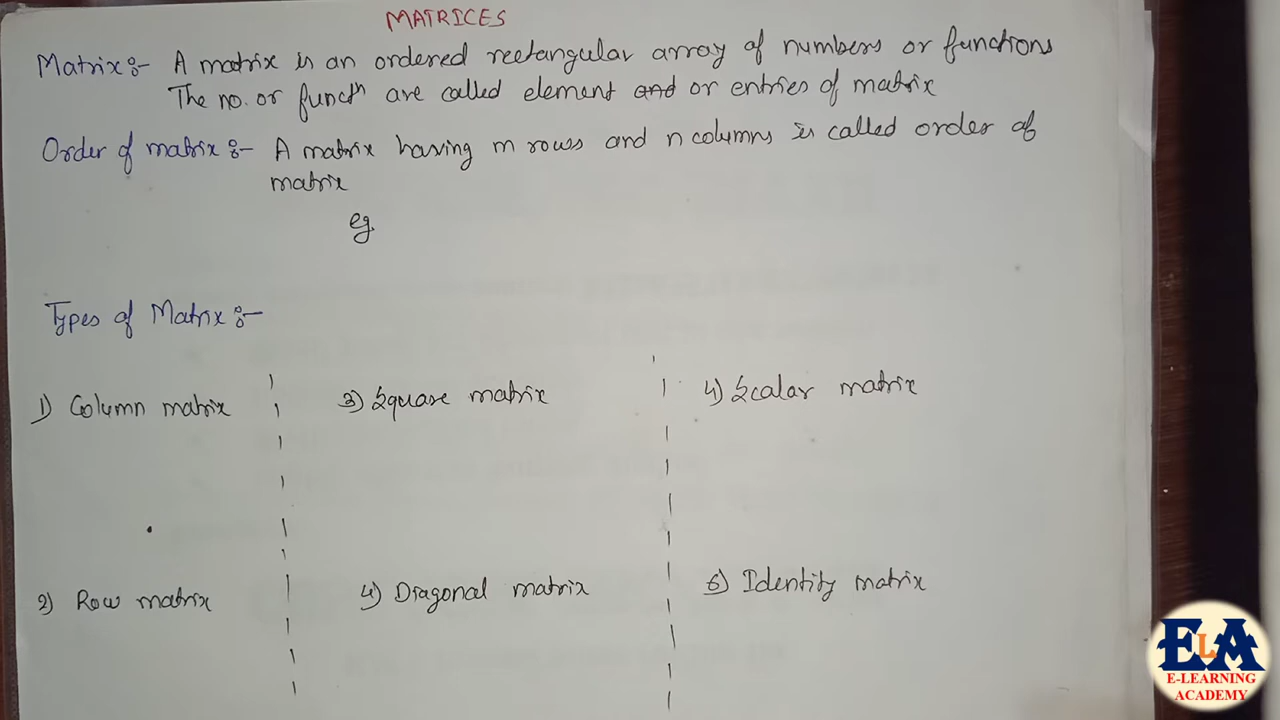 MATRICES
Matrix :- A matrix is an ordered rectangular array of numbers or functions
The no. or functn are called element and or entries of matrix
Order of matrix :- A matrix having m rows and n columns is called order of
matrix
eg.
Types of Matrix :-
1) Column matrix
3) Square matrix
4) Scalar matrix
2) Row matrix
4) Diagonal matrix
6) Identity matrix
ELA
E-LEARNING
ACADEMY